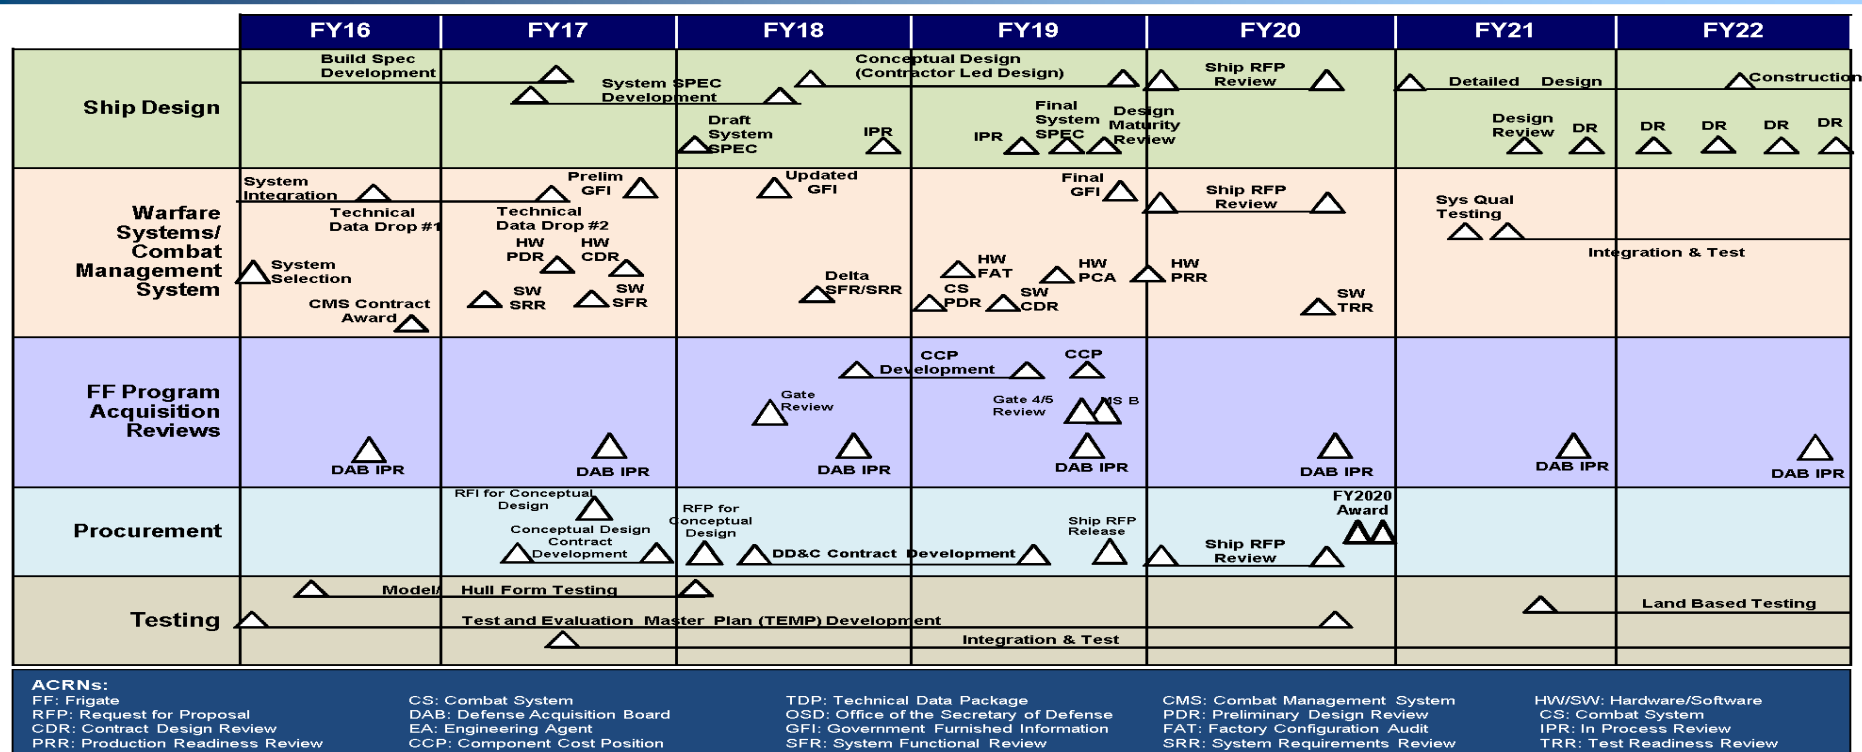 FY16 FY17 FY18 FY19 FY20 FY21 FY22
Ship Design
Build Spec
Development
System SPEC
Development
Conceptual Design
(Contractor Led Design)
Ship RFP
Review
Detailed Design
Construction
Draft
System
SPEC
IPR
IPR
Final
System
SPEC
Design
Maturity
Review
Design
Review
DR
DR
DR
DR
DR
Warfare
Systems/
Combat
Management
System
System
Integration
Technical
Data Drop #1
Prelim
GFI
Technical
Data Drop #2
Updated
GFI
Final
GFI
Ship RFP
Review
Sys Qual
Testing
Integration & Test
System
Selection
CMS Contract
Award
HW
PDR
HW
CDR
SW
SRR
SW
SFR
Delta
SFR/SRR
HW
FAT
CS
PDR
SW
CDR
HW
PCA
HW
PRR
SW
TRR
FF Program
Acquisition
Reviews
CCP
Development
CCP
Gate
Review
Gate 4/5
Review
MS B
DAB IPR
DAB IPR
DAB IPR
DAB IPR
DAB IPR
DAB IPR
DAB IPR
Procurement
RFI for Conceptual
Design
Conceptual Design
Contract
Development
RFP for
Conceptual
Design
DD&C Contract Development
Ship RFP
Release
Ship RFP
Review
FY2020
Award
Testing
Model/ Hull Form Testing
Test and Evaluation Master Plan (TEMP) Development
Integration & Test
Land Based Testing
ACRNs:
FF: Frigate
RFP: Request for Proposal
CDR: Contract Design Review
PRR: Production Readiness Review
CS: Combat System
DAB: Defense Acquisition Board
EA: Engineering Agent
CCP: Component Cost Position
TDP: Technical Data Package
OSD: Office of the Secretary of Defense
GFI: Government Furnished Information
SFR: System Functional Review
CMS: Combat Management System
PDR: Preliminary Design Review
FAT: Factory Configuration Audit
SRR: System Requirements Review
HW/SW: Hardware/Software
CS: Combat System
IPR: In Process Review
TRR: Test Readiness Review